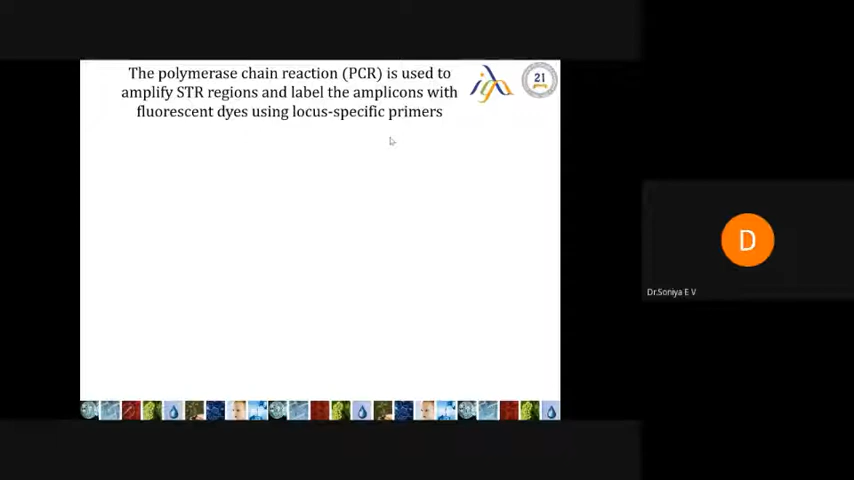 The polymerase chain reaction (PCR) is used to
amplify STR regions and label the amplicons with
fluorescent dyes using locus-specific primers
21
D
Dr.Soniya E V